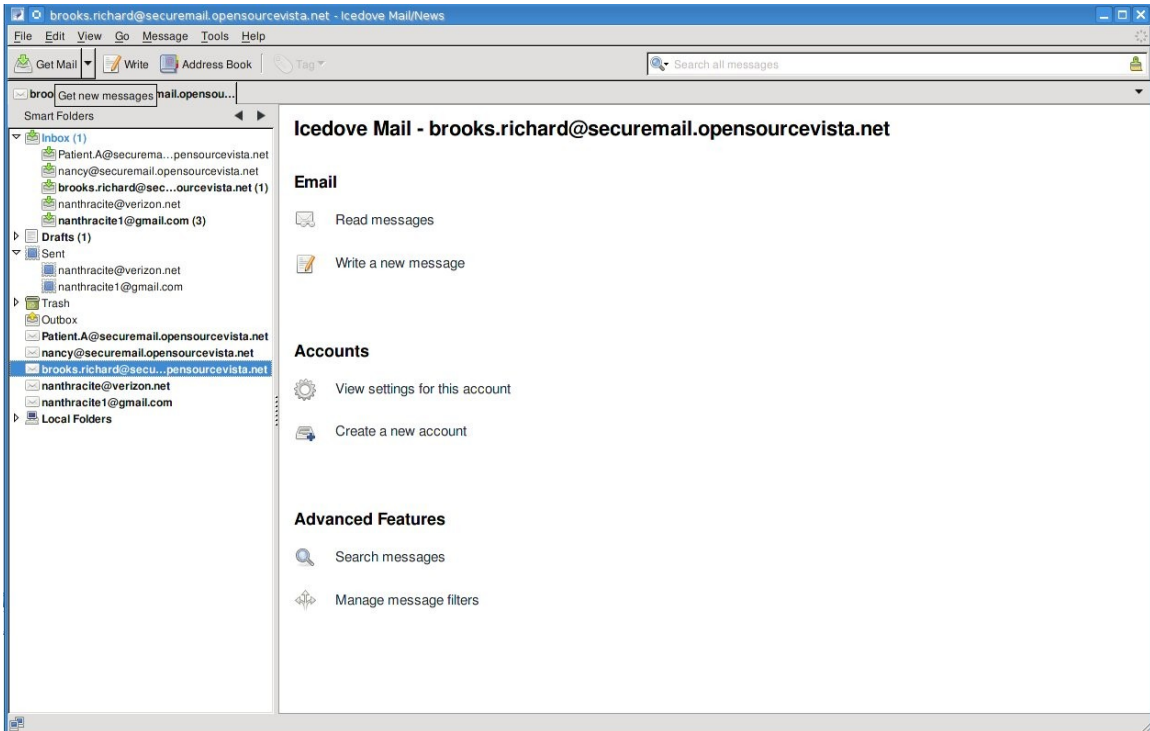 brooks.richard@securemail.opensourcevista.net - Icedove Mail/News
File Edit View Go Message Tools Help
Get Mail Write Address Book Tag Search all messages
broo Get new messages mail.opensou...
Smart Folders
Inbox (1)
Patient.A@securema...pensourcevista.net
nancy@securemail.opensourcevista.net
brooks.richard@sec...ourcevista.net (1)
nanthracite@verizon.net
nanthracite1@gmail.com (3)
Drafts (1)
Sent
nanthracite@verizon.net
nanthracite1@gmail.com
Trash
Outbox
Patient.A@securemail.opensourcevista.net
nancy@securemail.opensourcevista.net
brooks.richard@secu...pensourcevista.net
nanthracite@verizon.net
nanthracite1@gmail.com
Local Folders
Icedove Mail - brooks.richard@securemail.opensourcevista.net
Email
Read messages
Write a new message
Accounts
View settings for this account
Create a new account
Advanced Features
Search messages
Manage message filters